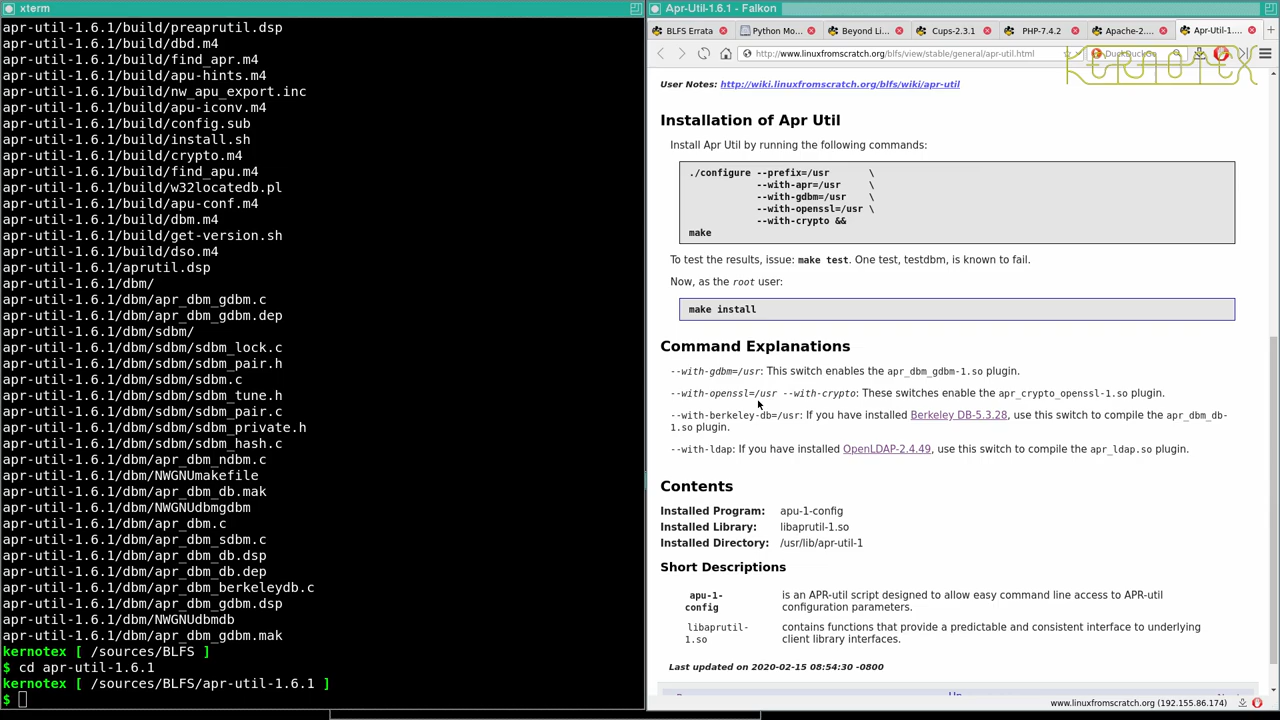 xterm
apr-util-1.6.1/build/preaprutil.dsp
apr-util-1.6.1/build/dbd.m4
apr-util-1.6.1/build/find_apr.m4
apr-util-1.6.1/build/apu-hints.m4
apr-util-1.6.1/build/nw_apu_export.inc
apr-util-1.6.1/build/apu-iconv.m4
apr-util-1.6.1/build/config.sub
apr-util-1.6.1/build/install.sh
apr-util-1.6.1/build/crypto.m4
apr-util-1.6.1/build/find_apu.m4
apr-util-1.6.1/build/w32locatedb.pl
apr-util-1.6.1/build/apu-conf.m4
apr-util-1.6.1/build/dbm.m4
apr-util-1.6.1/build/get-version.sh
apr-util-1.6.1/build/dso.m4
apr-util-1.6.1/aprutil.dsp
apr-util-1.6.1/dbm/
apr-util-1.6.1/dbm/apr_dbm_gdbm.c
apr-util-1.6.1/dbm/apr_dbm_gdbm.dep
apr-util-1.6.1/dbm/sdbm/
apr-util-1.6.1/dbm/sdbm/sdbm_lock.c
apr-util-1.6.1/dbm/sdbm/sdbm_pair.h
apr-util-1.6.1/dbm/sdbm/sdbm.c
apr-util-1.6.1/dbm/sdbm/sdbm_tune.h
apr-util-1.6.1/dbm/sdbm/sdbm_pair.c
apr-util-1.6.1/dbm/sdbm/sdbm_private.h
apr-util-1.6.1/dbm/sdbm/sdbm_hash.c
apr-util-1.6.1/dbm/apr_dbm_ndbm.c
apr-util-1.6.1/dbm/NWGNUmakefile
apr-util-1.6.1/dbm/apr_dbm_db.mak
apr-util-1.6.1/dbm/NWGNUdbmgdbm
apr-util-1.6.1/dbm/apr_dbm.c
apr-util-1.6.1/dbm/apr_dbm_sdbm.c
apr-util-1.6.1/dbm/apr_dbm_db.dsp
apr-util-1.6.1/dbm/apr_dbm_db.dep
apr-util-1.6.1/dbm/apr_dbm_berkeleydb.c
apr-util-1.6.1/dbm/apr_dbm_gdbm.dsp
apr-util-1.6.1/dbm/NWGNUdbmdb
apr-util-1.6.1/dbm/apr_dbm_gdbm.mak
kernotex [ /sources/BLFS ]
$ cd apr-util-1.6.1
kernotex [ /sources/BLFS/apr-util-1.6.1 ]
$
Apr-Util-1.6.1 - Falkon
BLFS Errata
Python Mo...
Beyond Li...
Cups-2.3.1
PHP-7.4.2
Apache-2....
Apr-Util-1....
http://www.linuxfromscratch.org/blfs/view/stable/general/apr-util.html
DuckDuckGo
KERNOTEX
User Notes: http://wiki.linuxfromscratch.org/blfs/wiki/apr-util
Installation of Apr Util
Install Apr Util by running the following commands:
./configure --prefix=/usr \
--with-apr=/usr \
--with-gdbm=/usr \
--with-openssl=/usr \
--with-crypto &&
make
To test the results, issue: make test. One test, testdbm, is known to fail.
Now, as the root user:
make install
Command Explanations
--with-gdbm=/usr: This switch enables the apr_dbm_gdbm-1.so plugin.
--with-openssl=/usr --with-crypto: These switches enable the apr_crypto_openssl-1.so plugin.
--with-berkeley-db=/usr: If you have installed Berkeley DB-5.3.28, use this switch to compile the apr_dbm_db-
1.so plugin.
--with-ldap: If you have installed OpenLDAP-2.4.49, use this switch to compile the apr_ldap.so plugin.
Contents
Installed Program: apu-1-config
Installed Library: libaprutil-1.so
Installed Directory: /usr/lib/apr-util-1
Short Descriptions
apu-1- is an APR-util script designed to allow easy command line access to APR-util
config configuration parameters.
libaprutil- contains functions that provide a predictable and consistent interface to underlying
1.so client library interfaces.
Last updated on 2020-02-15 08:54:30 -0800
www.linuxfromscratch.org (192.155.86.174)